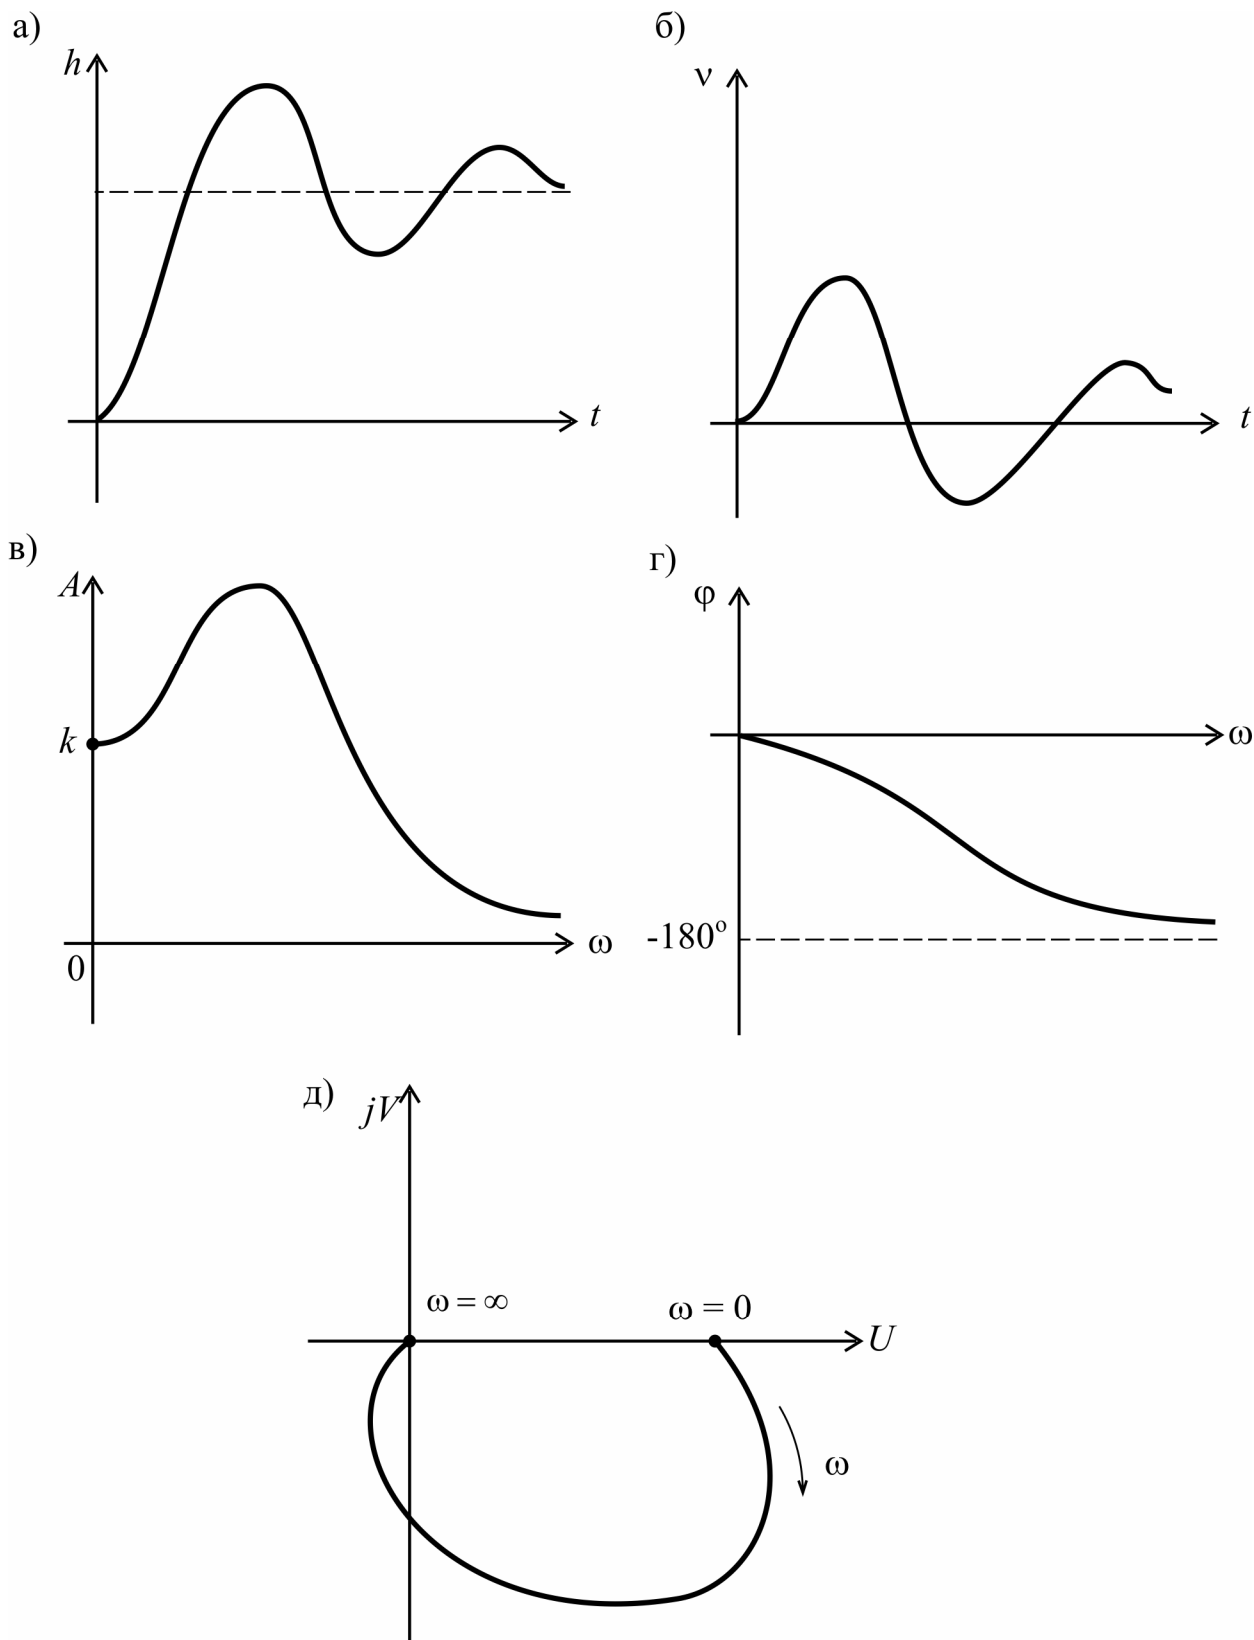 а)
h
t
б)
ν
t
в)
A
k
0
ω
г)
φ
ω
-180°
д)
jV
ω = ∞
ω = 0
U
ω